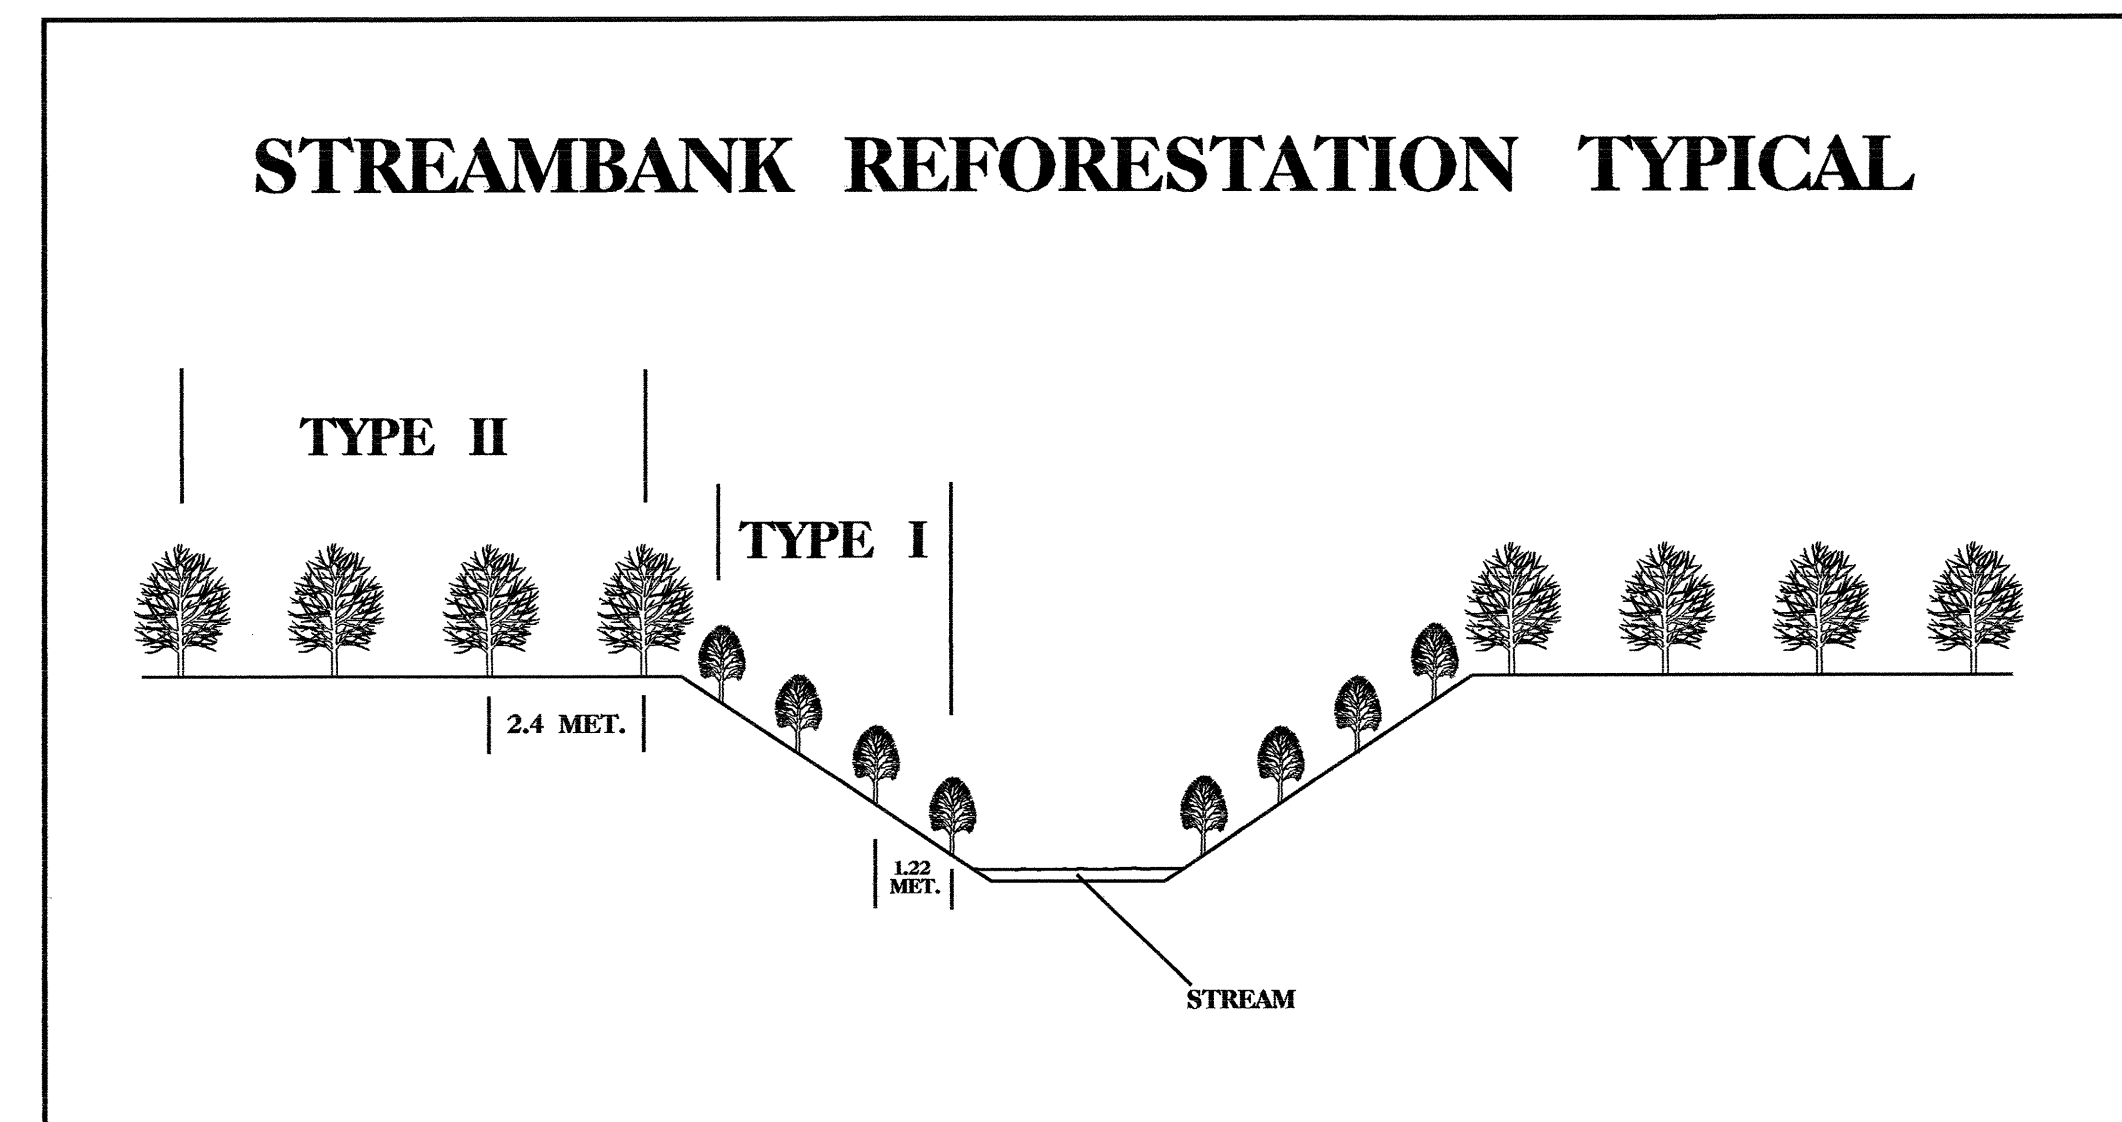 STREAMBANK REFORESTATION TYPICAL
TYPE II
TYPE I
2.4 MET.
1.22
MET.
STREAM